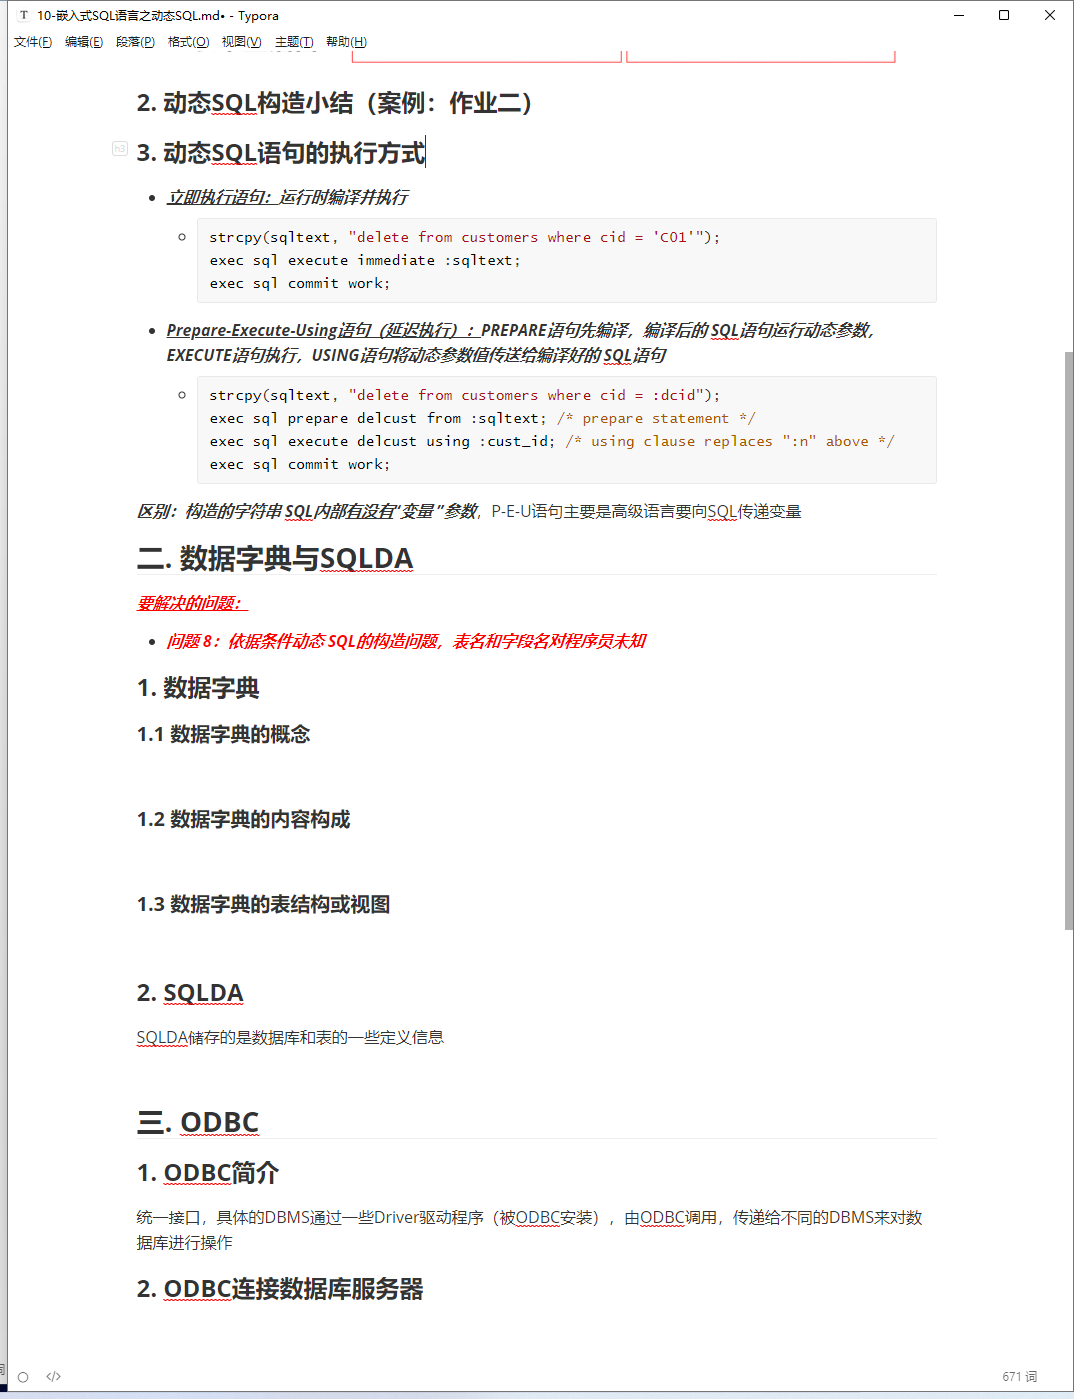 10-嵌入式SQL语言之动态SQL.md• - Typora
文件(F) 编辑(E) 段落(P) 格式(O) 视图(V) 主题(T) 帮助(H)
2. 动态SQL构造小结（案例：作业二）
h3
3. 动态SQL语句的执行方式
立即执行语句：运行时编译并执行
strcpy(sqltext, "delete from customers where cid = 'C01'");
exec sql execute immediate :sqltext;
exec sql commit work;
Prepare-Execute-Using语句（延迟执行）：PREPARE语句先编译，编译后的 SQL语句运行动态参数，
EXECUTE语句执行，USING语句将动态参数值传送给编译好的 SQL语句
strcpy(sqltext, "delete from customers where cid = :dcid");
exec sql prepare delcust from :sqltext; /* prepare statement */
exec sql execute delcust using :cust_id; /* using clause replaces ":n" above */
exec sql commit work;
区别：构造的字符串 SQL内部有没有“变量 ”参数，P-E-U语句主要是高级语言要向SQL传递变量
二. 数据字典与SQLDA
要解决的问题：
问题 8：依据条件动态 SQL的构造问题，表名和字段名对程序员未知
1. 数据字典
1.1 数据字典的概念
1.2 数据字典的内容构成
1.3 数据字典的表结构或视图
2. SQLDA
SQLDA储存的是数据库和表的一些定义信息
三. ODBC
1. ODBC简介
统一接口，具体的DBMS通过一些Driver驱动程序（被ODBC安装），由ODBC调用，传递给不同的DBMS来对数
据库进行操作
2. ODBC连接数据库服务器
671 词